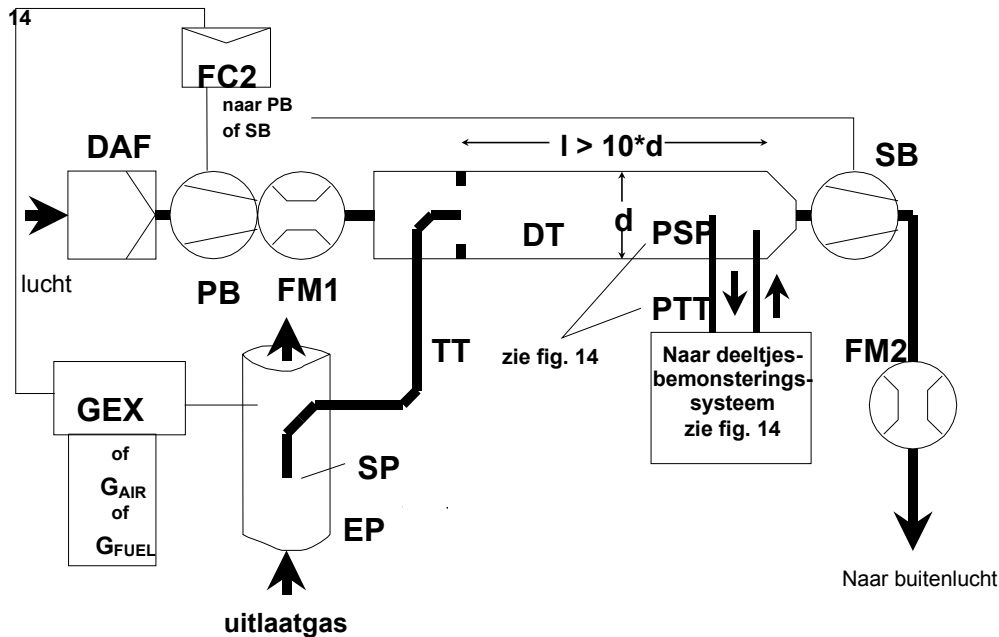 14
FC2
naar PB
of SB
DAF
l > 10*d
SB
d
DT
PSP
lucht
PB
FM1
PTT
TT
zie fig. 14
FM2
Naar deeltjes-
bemonsterings-
systeem
zie fig. 14
GEX
of
GAIR
of
GFUEL
SP
EP
Naar buitenlucht
uitlaatgas